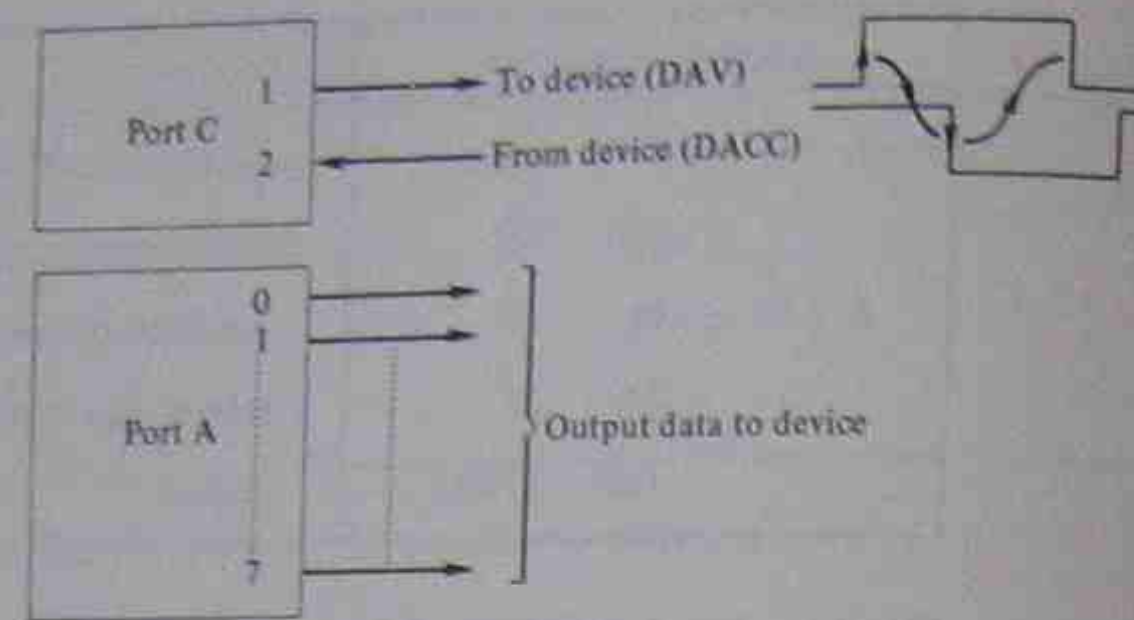 1
To device (DAV)
Port C
2
From device (DACC)
0
1
Port A
Output data to device
7